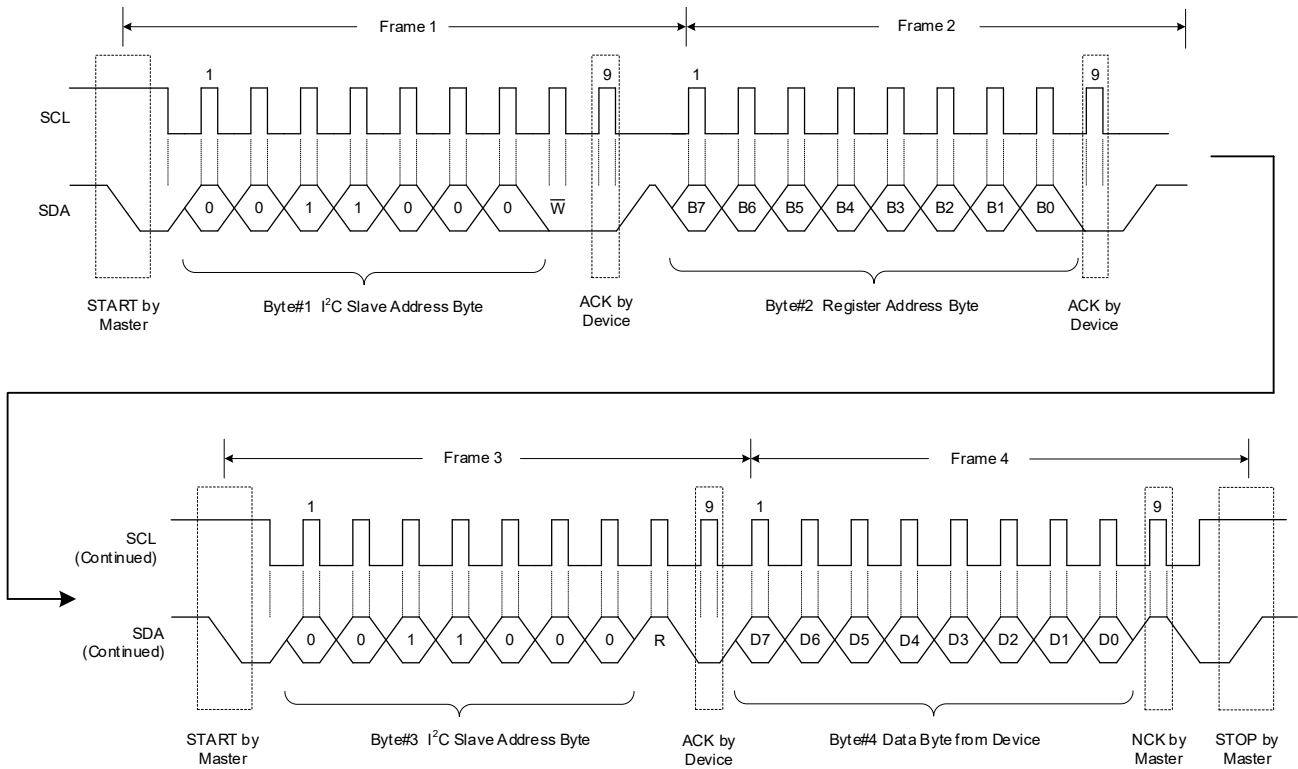 Frame 1 Frame 2
1 9 1 9
SCL
SDA 0 0 1 1 0 0 0 W̅ B7 B6 B5 B4 B3 B2 B1 B0
START by
Master
Byte#1 I²C Slave Address Byte
ACK by
Device
Byte#2 Register Address Byte
ACK by
Device
Frame 3 Frame 4
1 9 1 9
SCL
(Continued)
SDA
(Continued)
0 0 1 1 0 0 0 R D7 D6 D5 D4 D3 D2 D1 D0
START by
Master
Byte#3 I²C Slave Address Byte
ACK by
Device
Byte#4 Data Byte from Device
NCK by
Master
STOP by
Master